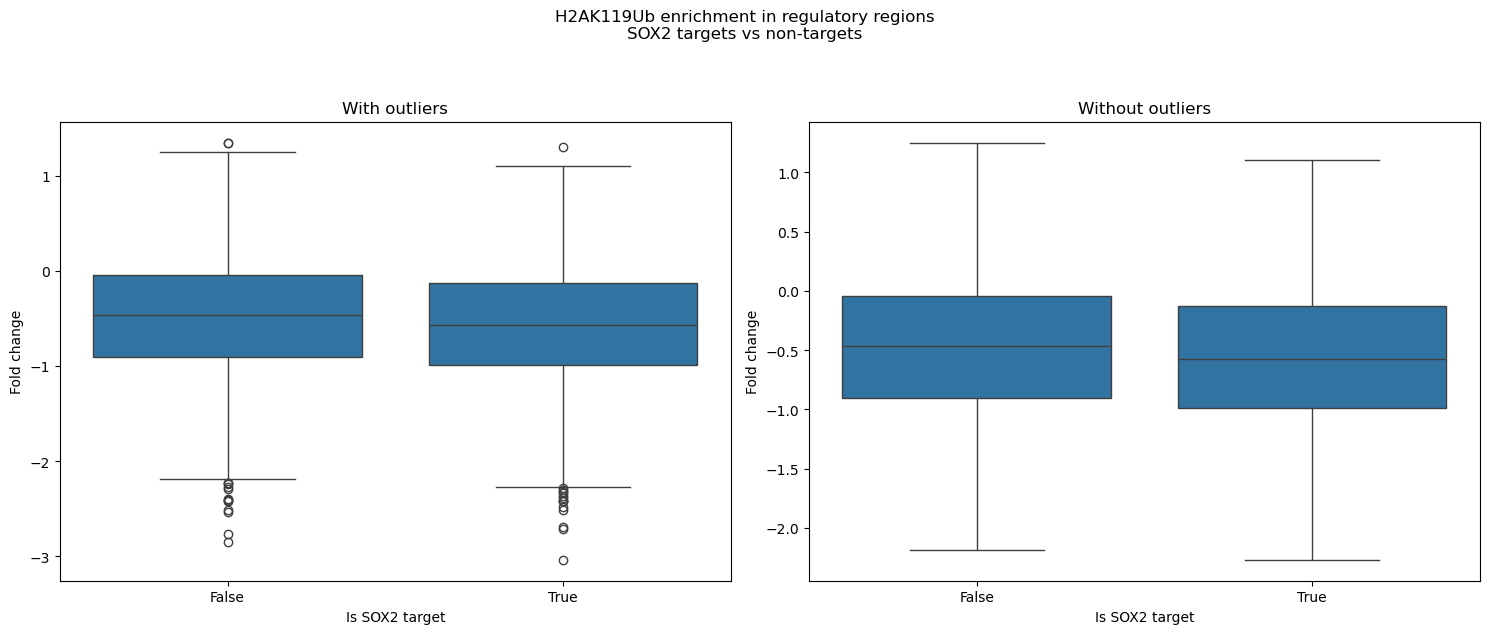 H2AK119Ub enrichment in regulatory regions
SOX2 targets vs non-targets
With outliers
Fold change
1
0
−1
−2
−3
False
True
Is SOX2 target
Without outliers
Fold change
1.0
0.5
0.0
−0.5
−1.0
−1.5
−2.0
False
True
Is SOX2 target